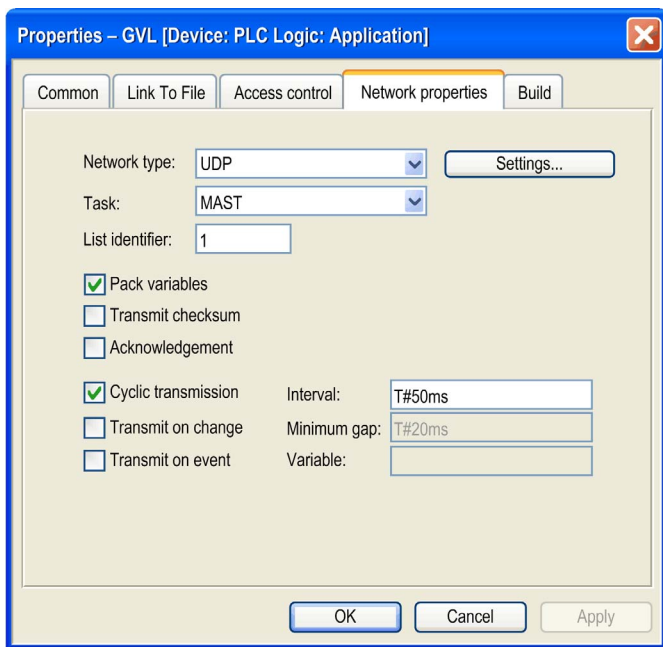 Properties – GVL [Device: PLC Logic: Application]
Common Link To File Access control Network properties Build
Network type: UDP Settings...
Task: MAST
List identifier: 1
Pack variables
Transmit checksum
Acknowledgement
Cyclic transmission Interval: T#50ms
Transmit on change Minimum gap: T#20ms
Transmit on event Variable:
OK Cancel Apply